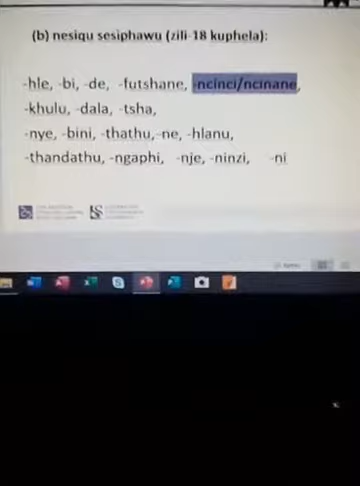 (b) nesiqu sesiphawu (zili-18 kuphela):
-hle, -bi, -de, -futshane, -ncinci/ncinane,
-khulu, -dala, -tsha,
-nye, -bini, -thathu,-ne, -hlanu,
-thandathu, -ngaphi, -nje, -ninzi, -ni